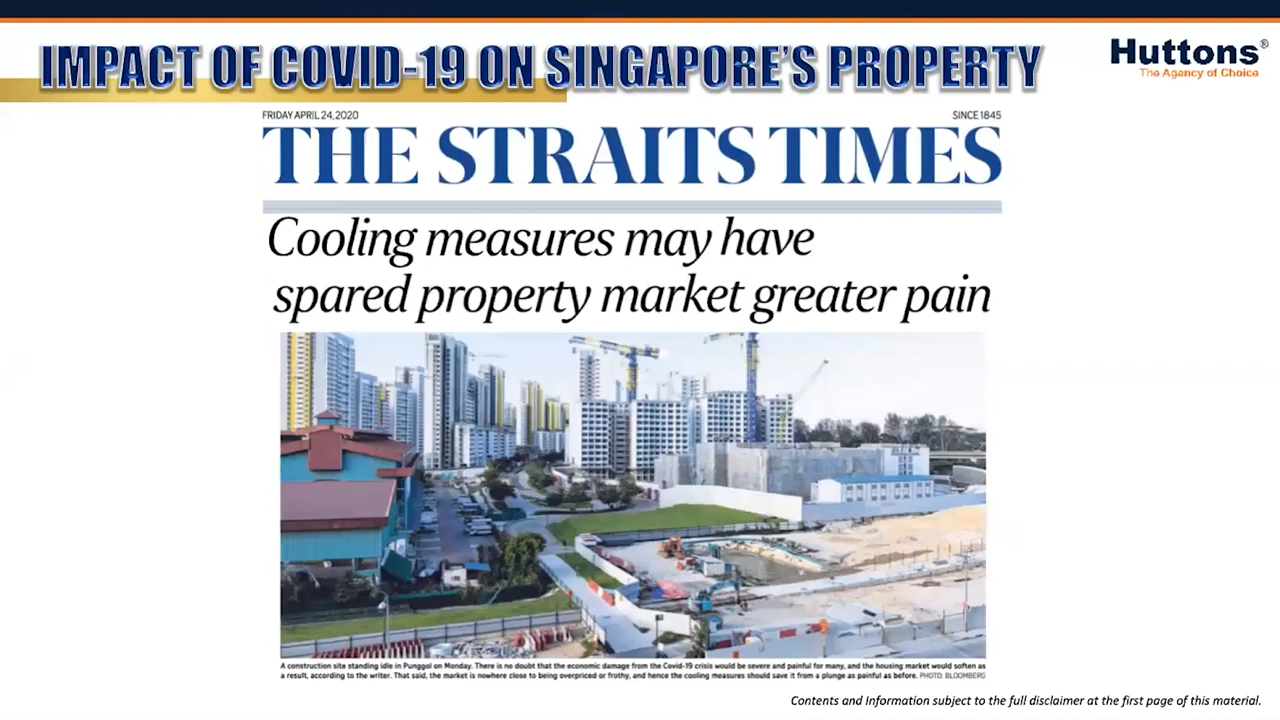 IMPACT OF COVID-19 ON SINGAPORE'S PROPERTY
Huttons®
The Agency of Choice
FRIDAY APRIL 24, 2020 SINCE 1845
THE STRAITS TIMES
Cooling measures may have
spared property market greater pain
A construction site standing idle in Punggol on Monday. There is no doubt that the economic damage from the Covid-19 crisis would be severe and painful for many, and the housing market would soften as
a result, according to the writer. That said, the market is nowhere close to being overpriced or frothy, and hence the cooling measures should save it from a plunge as painful as before. PHOTO: BLOOMBERG
Contents and Information subject to the full disclaimer at the first page of this material.